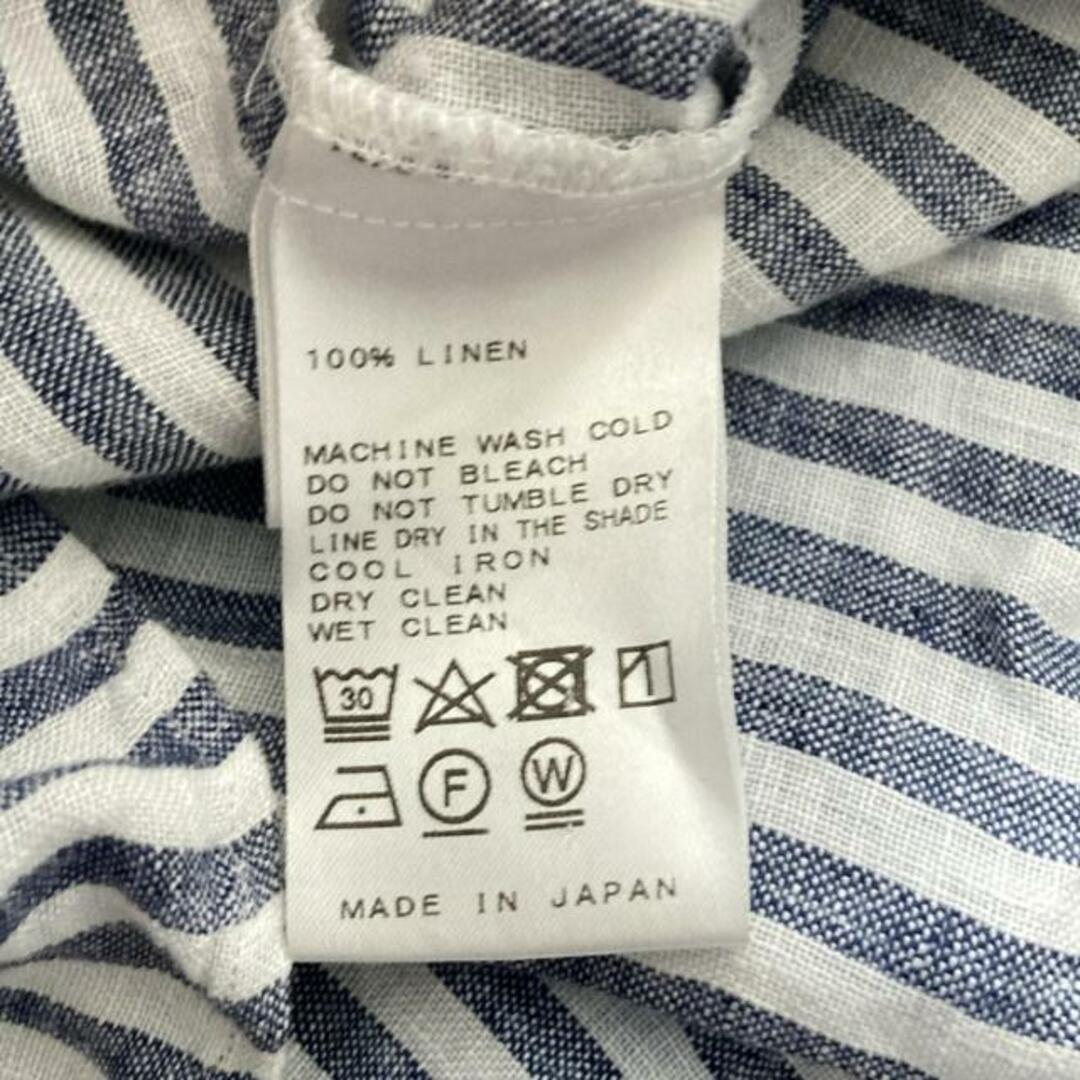 100% LINEN
MACHINE WASH COLD
DO NOT BLEACH
DO NOT TUMBLE DRY
LINE DRY IN THE SHADE
COOL IRON
DRY CLEAN
WET CLEAN
30
F W
MADE IN JAPAN